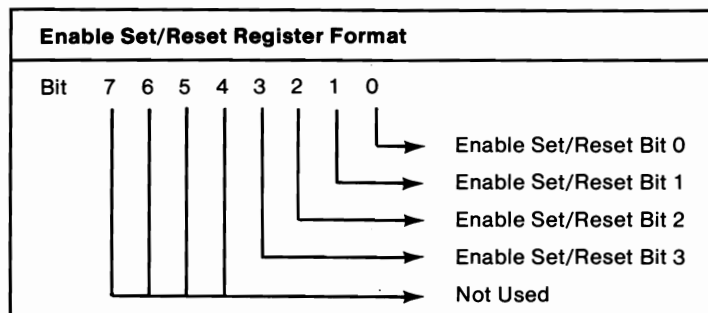 Enable Set/Reset Register Format
Bit 7 6 5 4 3 2 1 0
Enable Set/Reset Bit 0
Enable Set/Reset Bit 1
Enable Set/Reset Bit 2
Enable Set/Reset Bit 3
Not Used